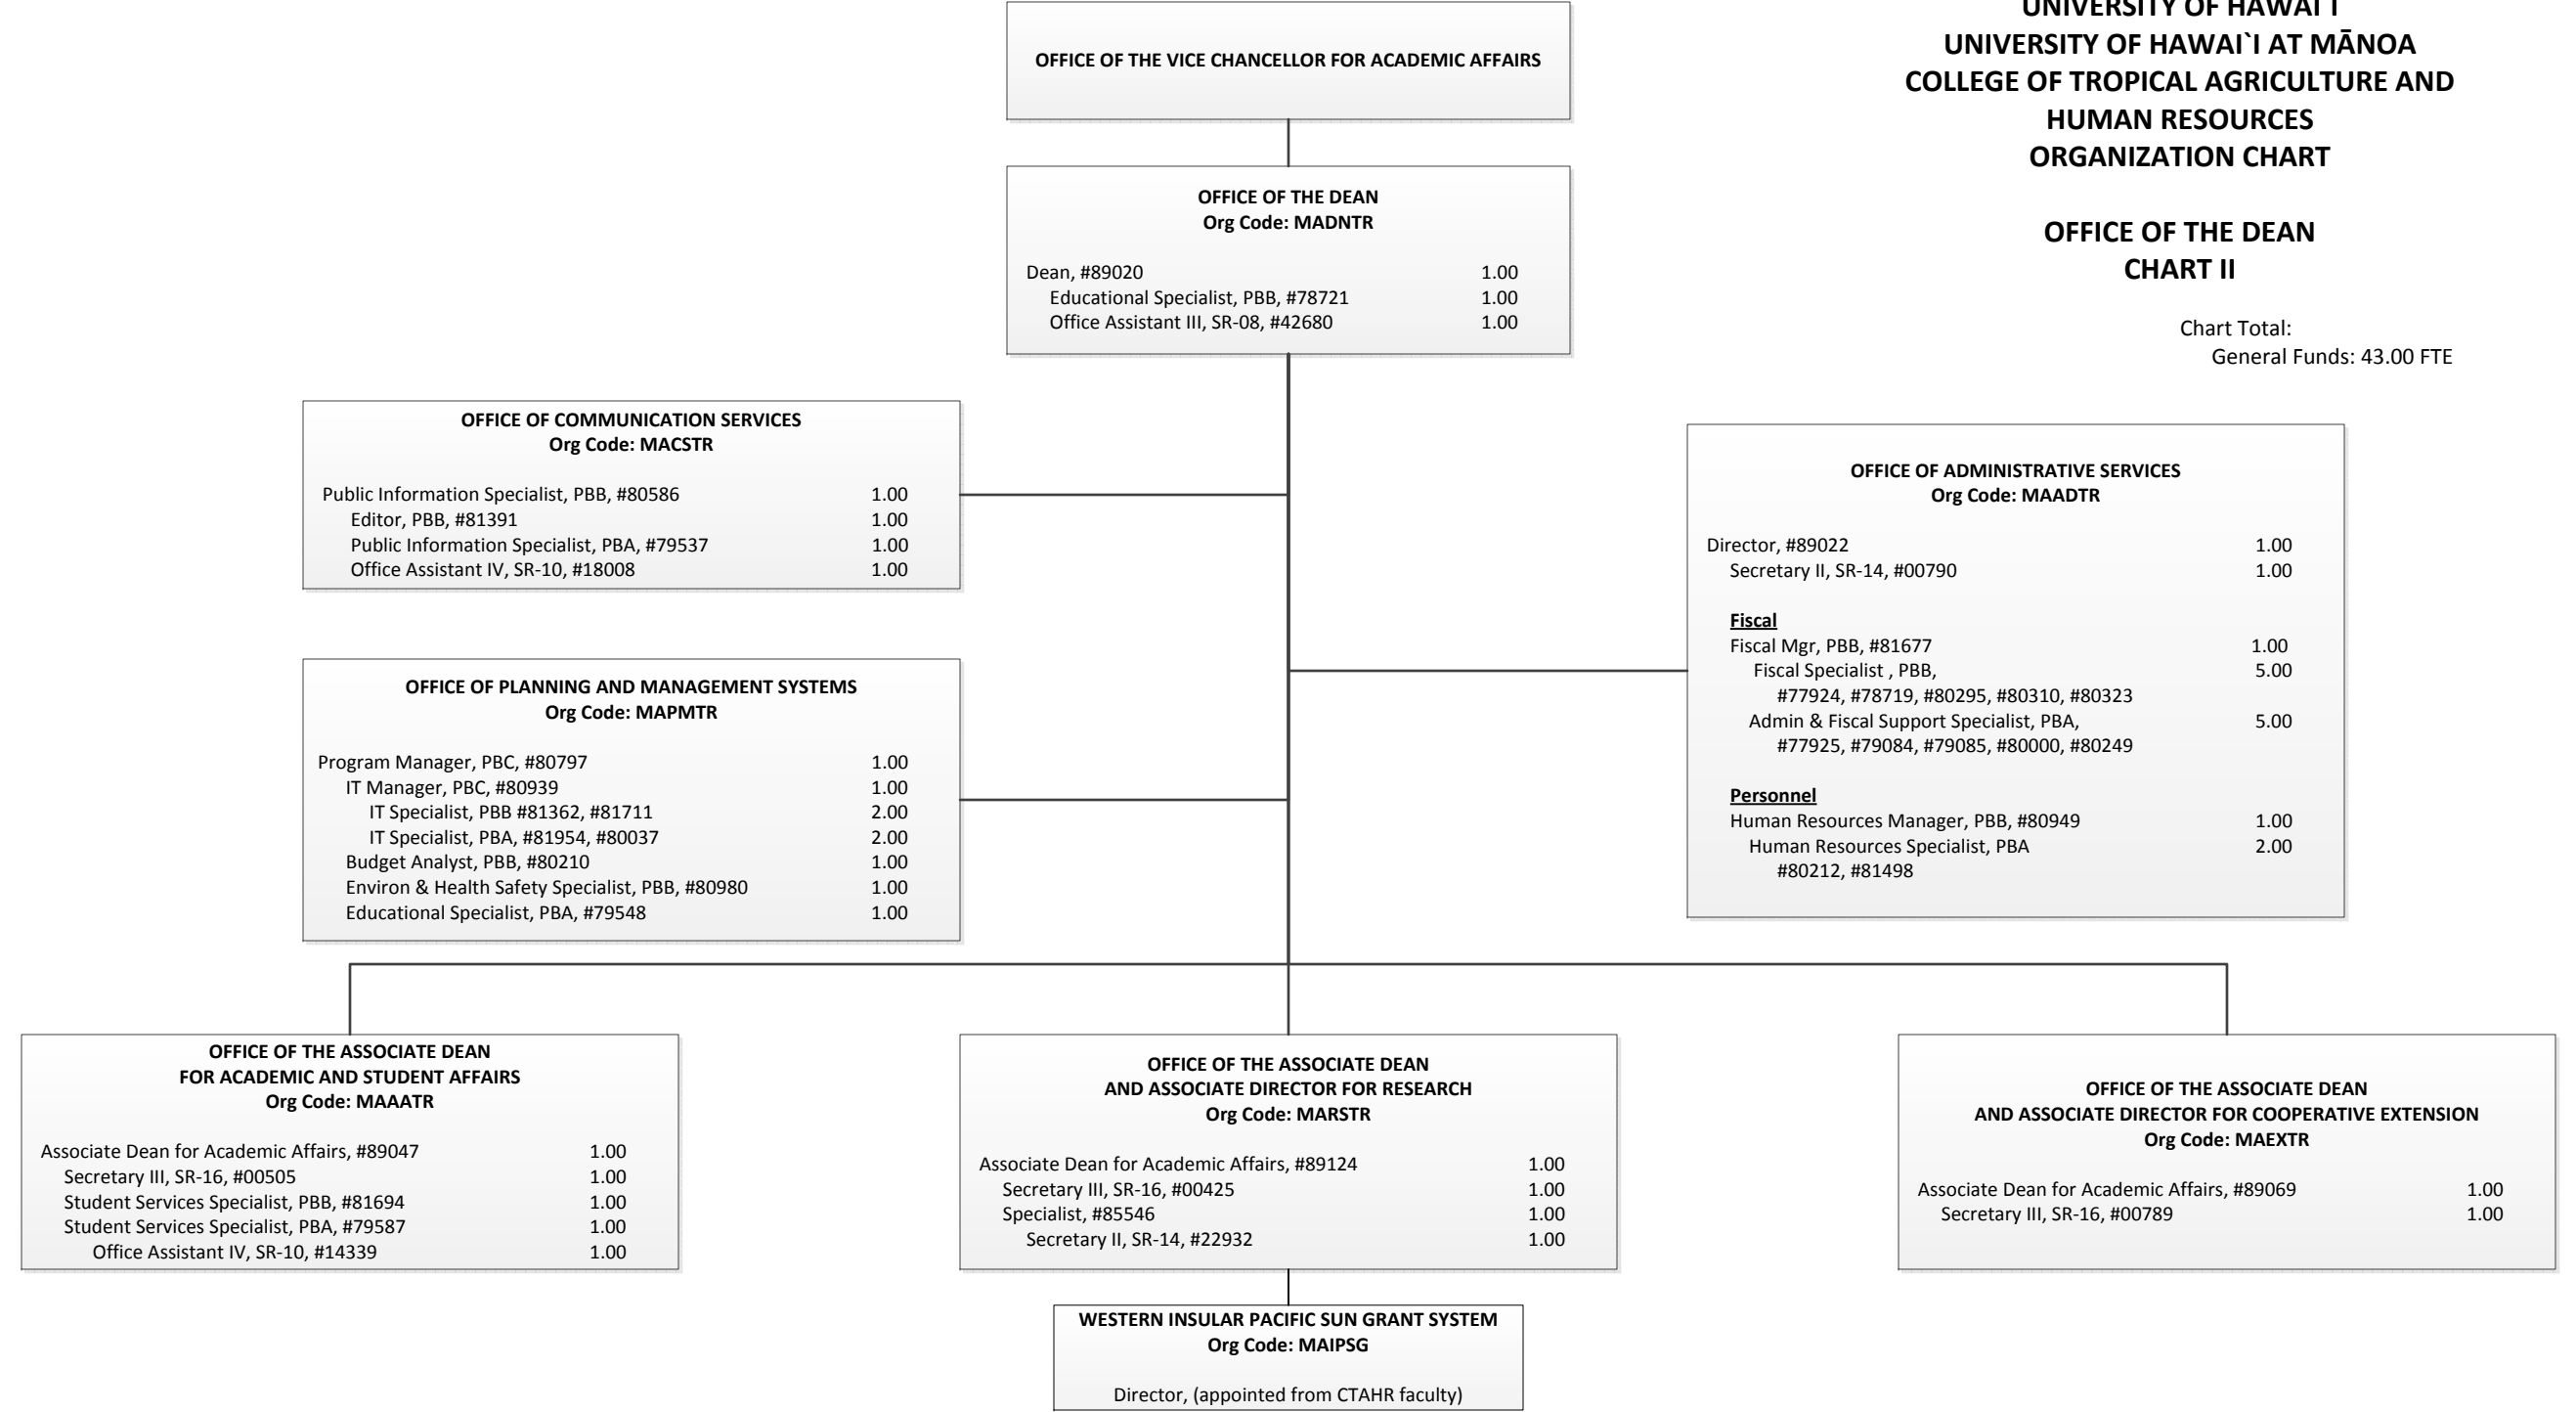 UNIVERSITY OF HAWAI`I
UNIVERSITY OF HAWAI`I AT MĀNOA
COLLEGE OF TROPICAL AGRICULTURE AND
HUMAN RESOURCES
ORGANIZATION CHART
OFFICE OF THE DEAN
CHART II
Chart Total:
General Funds: 43.00 FTE
OFFICE OF THE VICE CHANCELLOR FOR ACADEMIC AFFAIRS
OFFICE OF THE DEAN
Org Code: MADNTR
Dean, #89020 1.00
Educational Specialist, PBB, #78721 1.00
Office Assistant III, SR-08, #42680 1.00
OFFICE OF COMMUNICATION SERVICES
Org Code: MACSTR
Public Information Specialist, PBB, #80586 1.00
Editor, PBB, #81391 1.00
Public Information Specialist, PBA, #79537 1.00
Office Assistant IV, SR-10, #18008 1.00
OFFICE OF ADMINISTRATIVE SERVICES
Org Code: MAADTR
Director, #89022 1.00
Secretary II, SR-14, #00790 1.00
Fiscal
Fiscal Mgr, PBB, #81677 1.00
Fiscal Specialist , PBB, 5.00
#77924, #78719, #80295, #80310, #80323
Admin & Fiscal Support Specialist, PBA, 5.00
#77925, #79084, #79085, #80000, #80249
Personnel
Human Resources Manager, PBB, #80949 1.00
Human Resources Specialist, PBA 2.00
#80212, #81498
OFFICE OF PLANNING AND MANAGEMENT SYSTEMS
Org Code: MAPMTR
Program Manager, PBC, #80797 1.00
IT Manager, PBC, #80939 1.00
IT Specialist, PBB #81362, #81711 2.00
IT Specialist, PBA, #81954, #80037 2.00
Budget Analyst, PBB, #80210 1.00
Environ & Health Safety Specialist, PBB, #80980 1.00
Educational Specialist, PBA, #79548 1.00
OFFICE OF THE ASSOCIATE DEAN
FOR ACADEMIC AND STUDENT AFFAIRS
Org Code: MAAATR
Associate Dean for Academic Affairs, #89047 1.00
Secretary III, SR-16, #00505 1.00
Student Services Specialist, PBB, #81694 1.00
Student Services Specialist, PBA, #79587 1.00
Office Assistant IV, SR-10, #14339 1.00
OFFICE OF THE ASSOCIATE DEAN
AND ASSOCIATE DIRECTOR FOR RESEARCH
Org Code: MARSTR
Associate Dean for Academic Affairs, #89124 1.00
Secretary III, SR-16, #00425 1.00
Specialist, #85546 1.00
Secretary II, SR-14, #22932 1.00
OFFICE OF THE ASSOCIATE DEAN
AND ASSOCIATE DIRECTOR FOR COOPERATIVE EXTENSION
Org Code: MAEXTR
Associate Dean for Academic Affairs, #89069 1.00
Secretary III, SR-16, #00789 1.00
WESTERN INSULAR PACIFIC SUN GRANT SYSTEM
Org Code: MAIPSG
Director, (appointed from CTAHR faculty)